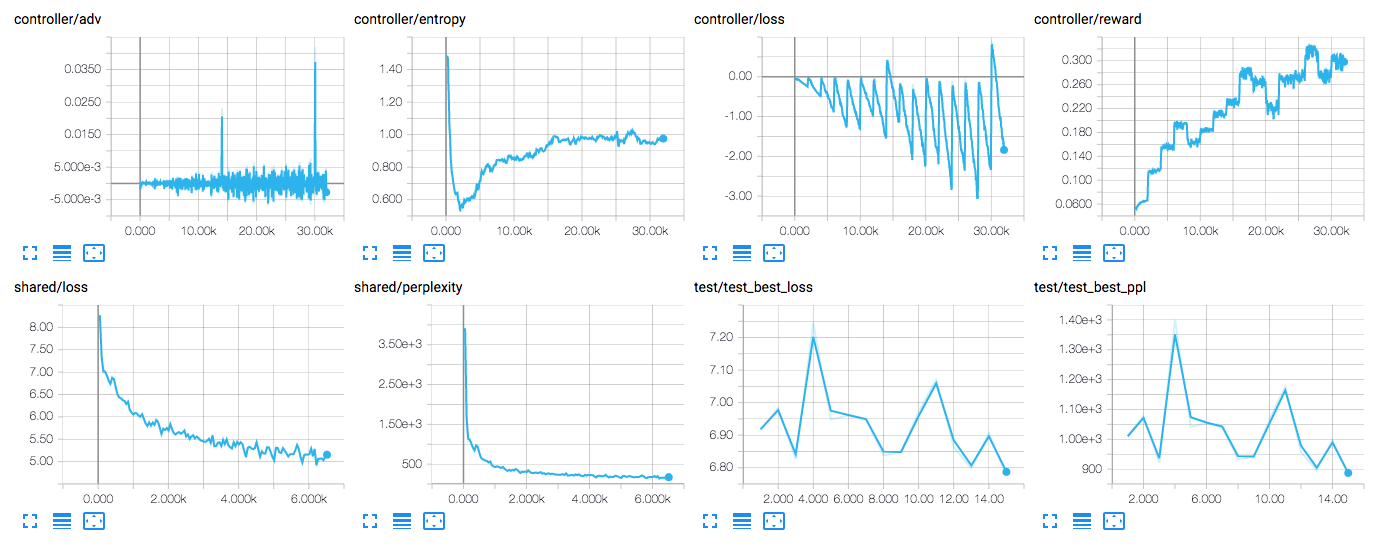 controller/adv
0.0350
0.0250
0.0150
5.000e-3
-5.000e-3
0.000 10.00k 20.00k 30.00k
controller/entropy
1.40
1.20
1.00
0.800
0.600
0.000 10.00k 20.00k 30.00k
controller/loss
0.00
-1.00
-2.00
-3.00
0.000 10.00k 20.00k 30.00k
controller/reward
0.300
0.260
0.220
0.180
0.140
0.100
0.0600
0.000 10.00k 20.00k 30.00k
shared/loss
8.00
7.50
7.00
6.50
6.00
5.50
5.00
0.000 2.000k 4.000k 6.000k
shared/perplexity
3.50e+3
2.50e+3
1.50e+3
500
0.000 2.000k 4.000k 6.000k
test/test_best_loss
7.20
7.10
7.00
6.90
6.80
2.000 4.000 6.000 8.000 10.00 12.00 14.00
test/test_best_ppl
1.40e+3
1.30e+3
1.20e+3
1.10e+3
1.00e+3
900
2.000 6.000 10.00 14.00